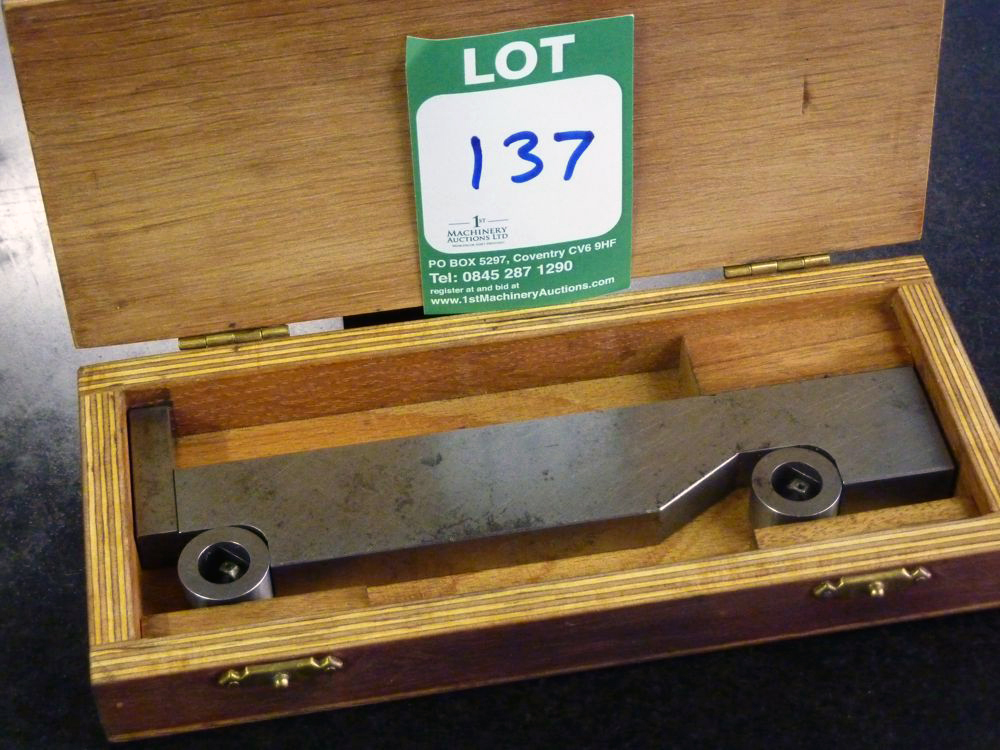 LOT
137
1ST
MACHINERY
AUCTIONS LTD
PO BOX 5297, Coventry CV6 9HF
Tel: 0845 287 1290
register at and bid at
www.1stMachineryAuctions.com